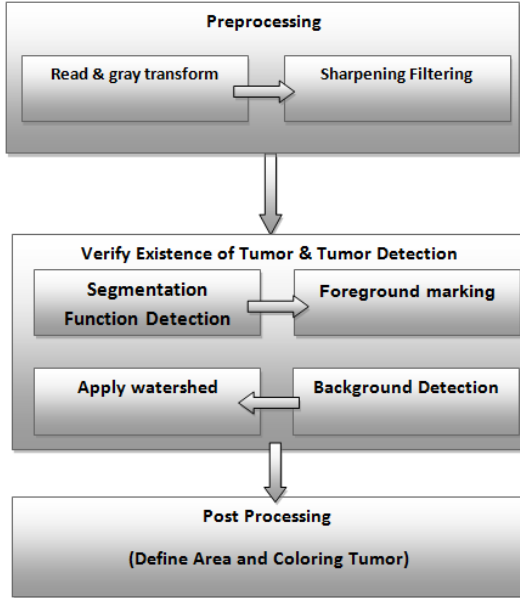 Preprocessing
Read & gray transform
Sharpening Filtering
Verify Existence of Tumor & Tumor Detection
Segmentation
Function Detection
Foreground marking
Apply watershed
Background Detection
Post Processing
(Define Area and Coloring Tumor)